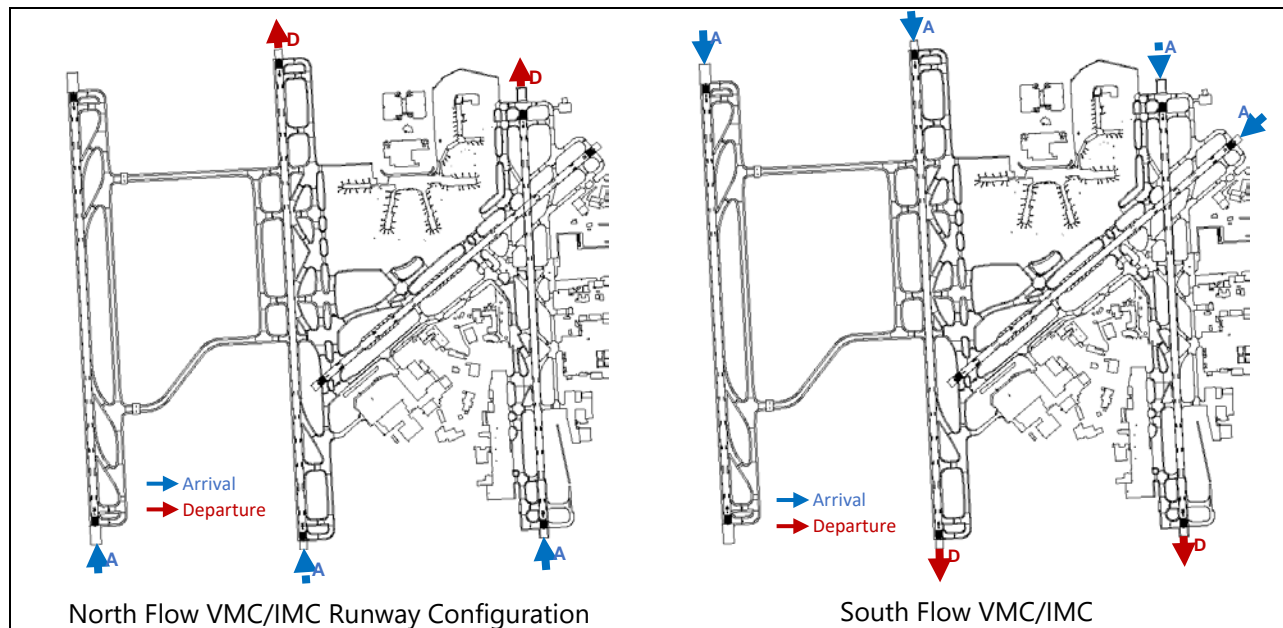 D
D
Arrival
Departure
A
A
A
North Flow VMC/IMC Runway Configuration
A
A
A
A
Arrival
Departure
D
D
South Flow VMC/IMC